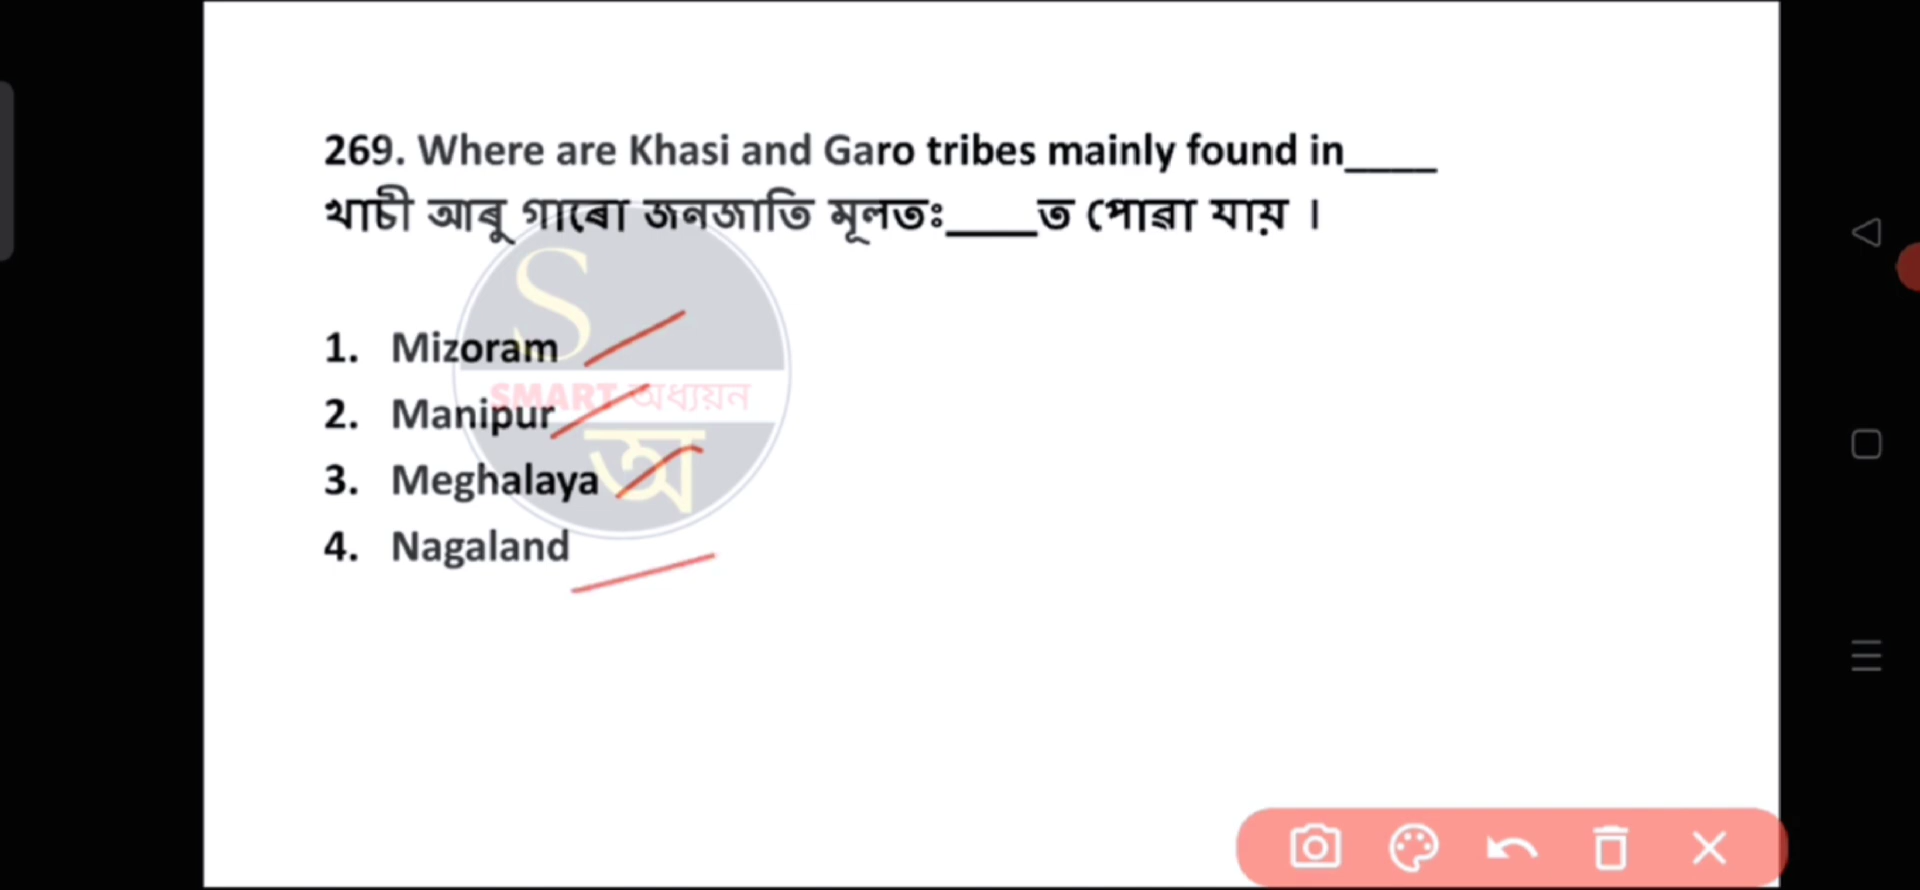 269. Where are Khasi and Garo tribes mainly found in____
খাচী আৰু গাৰো জনজাতি মূলতঃ____ত পোৱা যায় ।
1. Mizoram
2. Manipur
3. Meghalaya
4. Nagaland
S
SMART অধ্যয়ন
অ